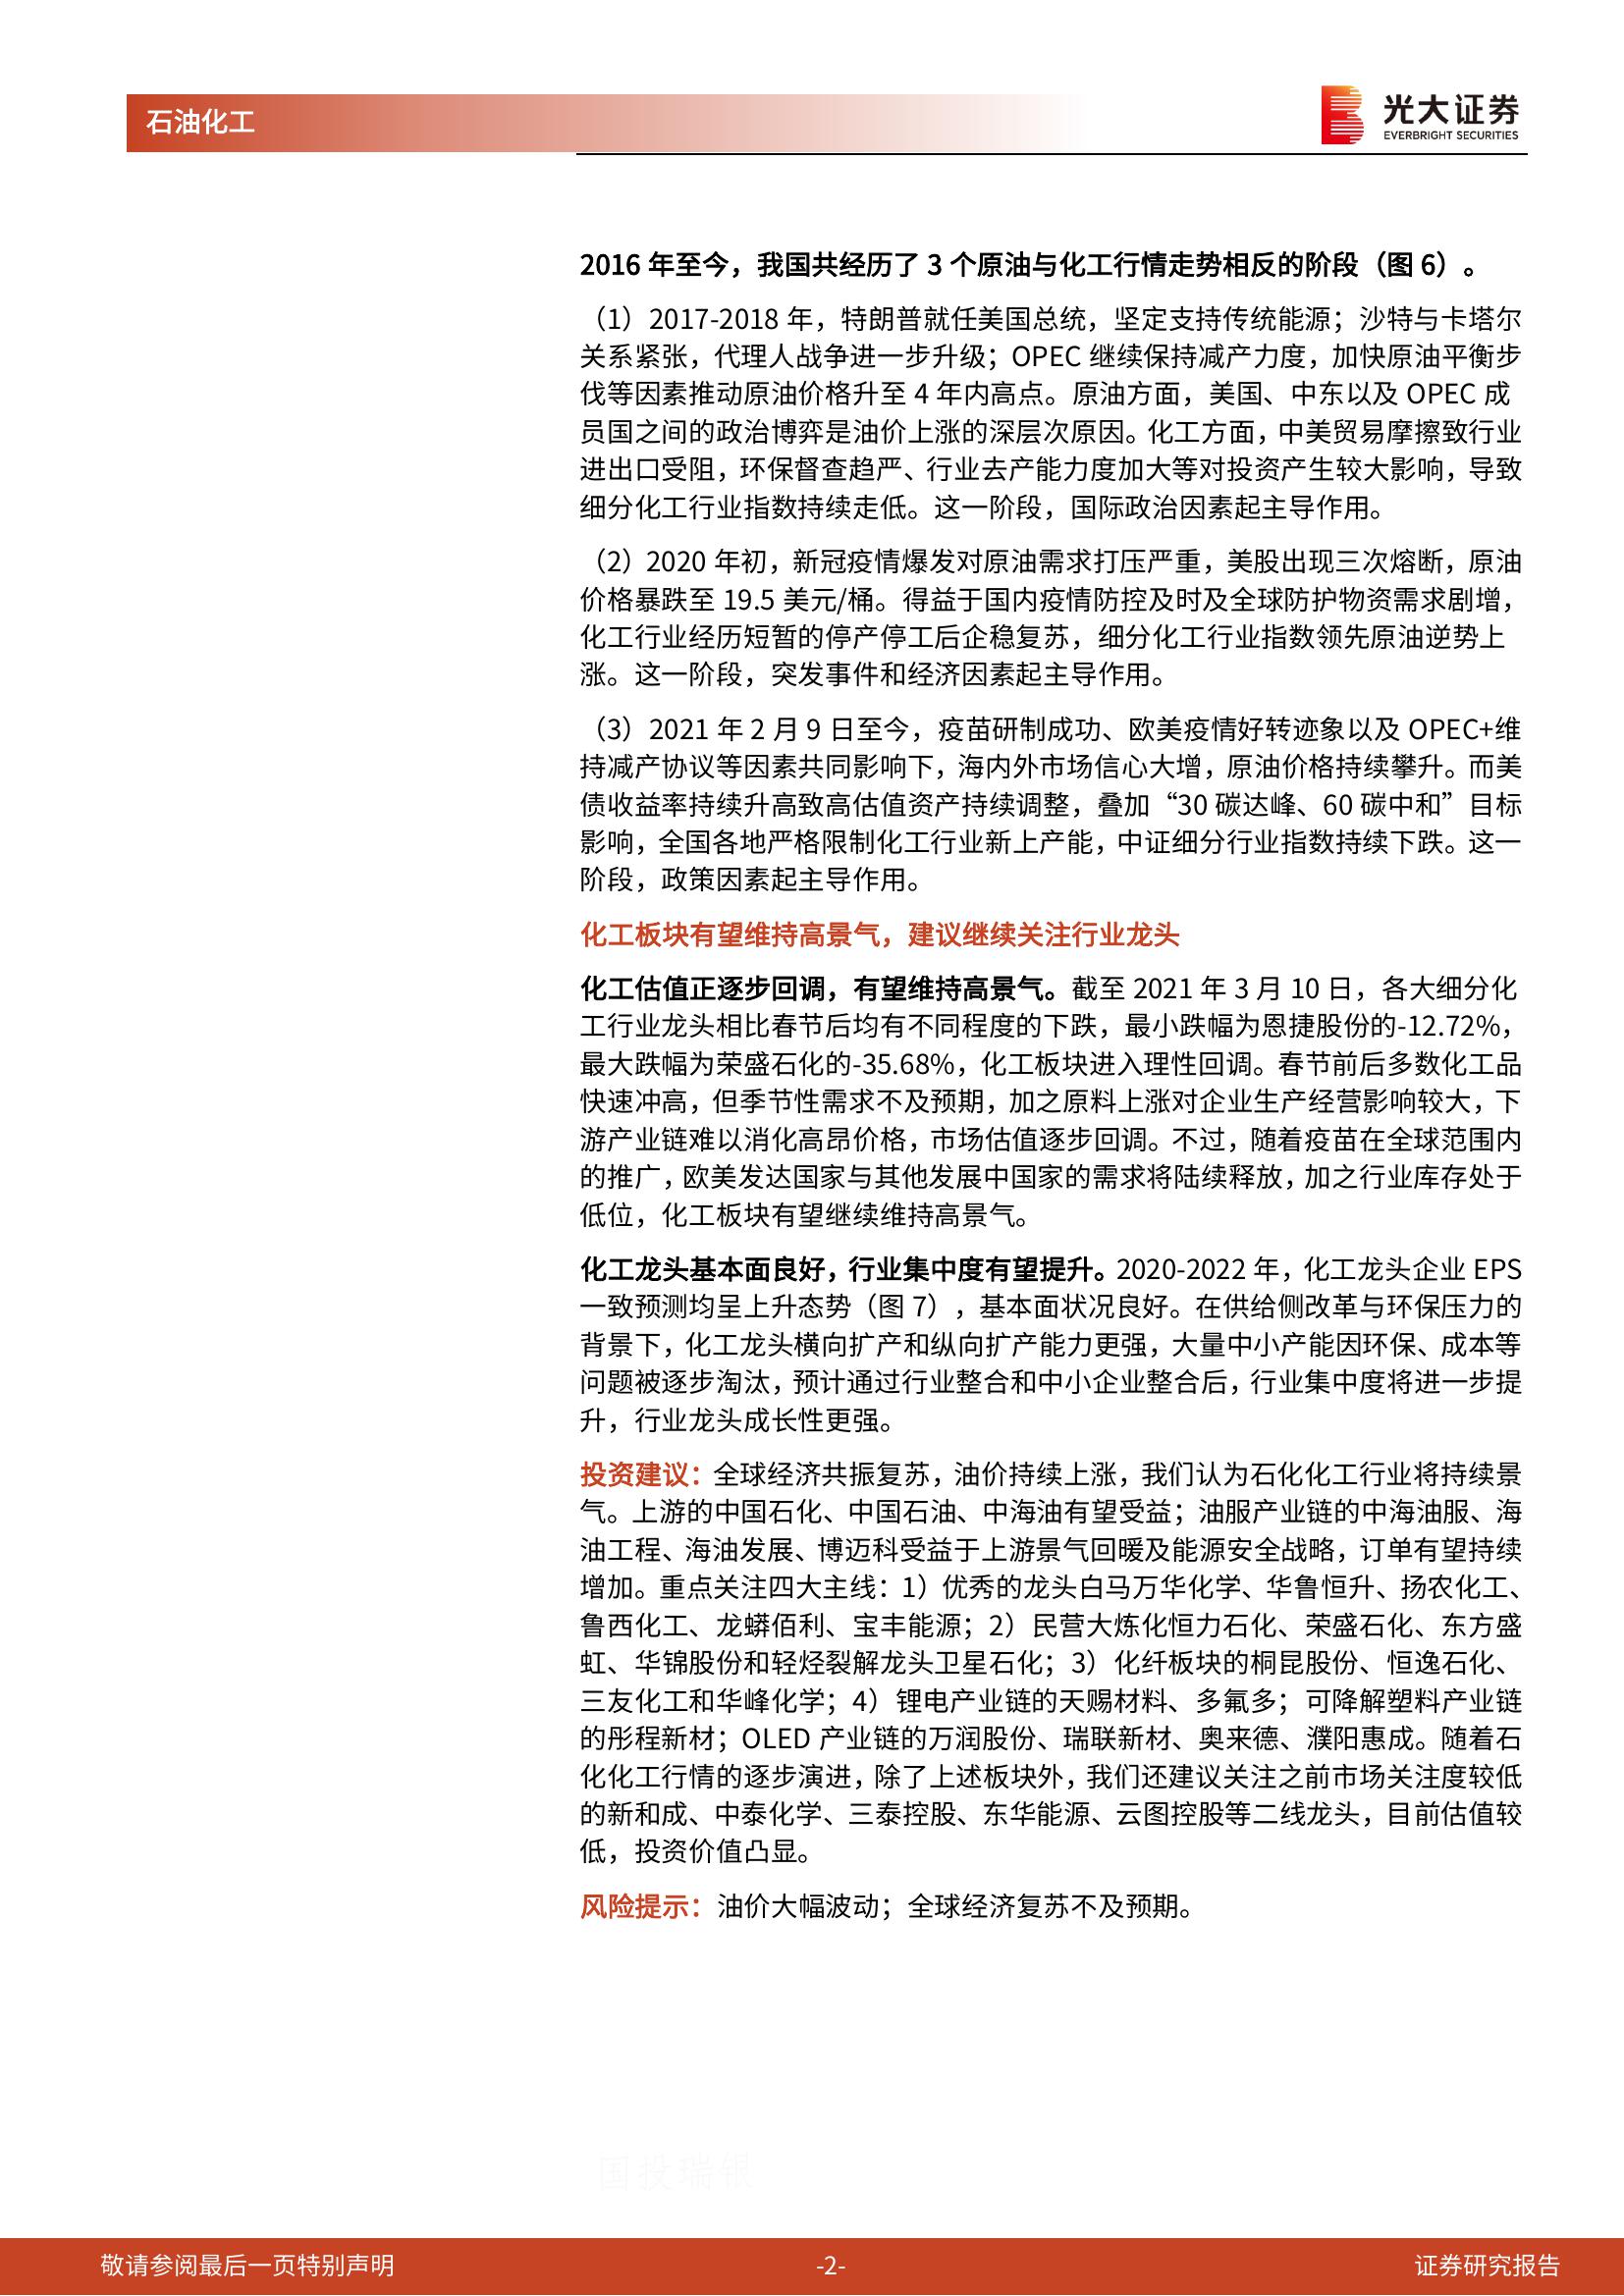 石油化工
光大证券
EVERBRIGHT SECURITIES
2016 年至今，我国共经历了 3 个原油与化工行情走势相反的阶段（图 6）。
（1）2017-2018 年，特朗普就任美国总统，坚定支持传统能源；沙特与卡塔尔
关系紧张，代理人战争进一步升级；OPEC 继续保持减产力度，加快原油平衡步
伐等因素推动原油价格升至 4 年内高点。原油方面，美国、中东以及 OPEC 成
员国之间的政治博弈是油价上涨的深层次原因。化工方面，中美贸易摩擦致行业
进出口受阻，环保督查趋严、行业去产能力度加大等对投资产生较大影响，导致
细分化工行业指数持续走低。这一阶段，国际政治因素起主导作用。
（2）2020 年初，新冠疫情爆发对原油需求打压严重，美股出现三次熔断，原油
价格暴跌至 19.5 美元/桶。得益于国内疫情防控及时及全球防护物资需求剧增，
化工行业经历短暂的停产停工后企稳复苏，细分化工行业指数领先原油逆势上
涨。这一阶段，突发事件和经济因素起主导作用。
（3）2021 年 2 月 9 日至今，疫苗研制成功、欧美疫情好转迹象以及 OPEC+维
持减产协议等因素共同影响下，海内外市场信心大增，原油价格持续攀升。而美
债收益率持续升高致高估值资产持续调整，叠加“30 碳达峰、60 碳中和”目标
影响，全国各地严格限制化工行业新上产能，中证细分行业指数持续下跌。这一
阶段，政策因素起主导作用。
化工板块有望维持高景气，建议继续关注行业龙头
化工估值正逐步回调，有望维持高景气。截至 2021 年 3 月 10 日，各大细分化
工行业龙头相比春节后均有不同程度的下跌，最小跌幅为恩捷股份的-12.72%，
最大跌幅为荣盛石化的-35.68%，化工板块进入理性回调。春节前后多数化工品
快速冲高，但季节性需求不及预期，加之原料上涨对企业生产经营影响较大，下
游产业链难以消化高昂价格，市场估值逐步回调。不过，随着疫苗在全球范围内
的推广，欧美发达国家与其他发展中国家的需求将陆续释放，加之行业库存处于
低位，化工板块有望继续维持高景气。
化工龙头基本面良好，行业集中度有望提升。2020-2022 年，化工龙头企业 EPS
一致预测均呈上升态势（图 7），基本面状况良好。在供给侧改革与环保压力的
背景下，化工龙头横向扩产和纵向扩产能力更强，大量中小产能因环保、成本等
问题被逐步淘汰，预计通过行业整合和中小企业整合后，行业集中度将进一步提
升，行业龙头成长性更强。
投资建议：全球经济共振复苏，油价持续上涨，我们认为石化化工行业将持续景
气。上游的中国石化、中国石油、中海油有望受益；油服产业链的中海油服、海
油工程、海油发展、博迈科受益于上游景气回暖及能源安全战略，订单有望持续
增加。重点关注四大主线：1）优秀的龙头白马万华化学、华鲁恒升、扬农化工、
鲁西化工、龙蟒佰利、宝丰能源；2）民营大炼化恒力石化、荣盛石化、东方盛
虹、华锦股份和轻烃裂解龙头卫星石化；3）化纤板块的桐昆股份、恒逸石化、
三友化工和华峰化学；4）锂电产业链的天赐材料、多氟多；可降解塑料产业链
的彤程新材；OLED 产业链的万润股份、瑞联新材、奥来德、濮阳惠成。随着石
化化工行情的逐步演进，除了上述板块外，我们还建议关注之前市场关注度较低
的新和成、中泰化学、三泰控股、东华能源、云图控股等二线龙头，目前估值较
低，投资价值凸显。
风险提示：油价大幅波动；全球经济复苏不及预期。
国投瑞银
敬请参阅最后一页特别声明
-2-
证券研究报告